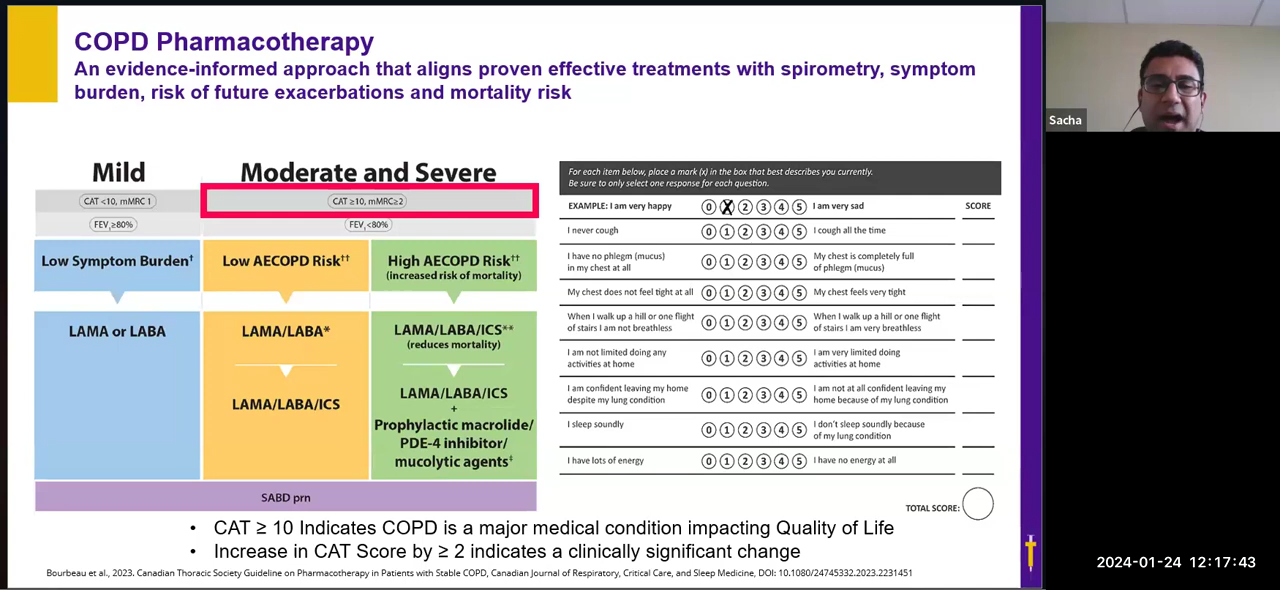 COPD Pharmacotherapy
An evidence-informed approach that aligns proven effective treatments with spirometry, symptom
burden, risk of future exacerbations and mortality risk
Sacha
Mild
Moderate and Severe
CAT <10, mMRC 1
CAT ≥10, mMRC≥2
FEV₁≥80%
FEV₁<80%
Low Symptom Burden†
Low AECOPD Risk††
High AECOPD Risk††
(increased risk of mortality)
LAMA or LABA
LAMA/LABA*
LAMA/LABA/ICS
LAMA/LABA/ICS**
(reduces mortality)
LAMA/LABA/ICS
+
Prophylactic macrolide/
PDE-4 inhibitor/
mucolytic agents‡
SABD prn
For each item below, place a mark (x) in the box that best describes you currently.
Be sure to only select one response for each question.
EXAMPLE: I am very happy 0 X 2 3 4 5 I am very sad SCORE
I never cough 0 1 2 3 4 5 I cough all the time
I have no phlegm (mucus)
in my chest at all
0 1 2 3 4 5
My chest is completely full
of phlegm (mucus)
My chest does not feel tight at all 0 1 2 3 4 5 My chest feels very tight
When I walk up a hill or one flight
of stairs I am not breathless
0 1 2 3 4 5
When I walk up a hill or one flight
of stairs I am very breathless
I am not limited doing any
activities at home
0 1 2 3 4 5
I am very limited doing
activities at home
I am confident leaving my home
despite my lung condition
0 1 2 3 4 5
I am not at all confident leaving my
home because of my lung condition
I sleep soundly
0 1 2 3 4 5
I don't sleep soundly because
of my lung condition
I have lots of energy 0 1 2 3 4 5 I have no energy at all
TOTAL SCORE:
• CAT ≥ 10 Indicates COPD is a major medical condition impacting Quality of Life
• Increase in CAT Score by ≥ 2 indicates a clinically significant change
Bourbeau et al., 2023. Canadian Thoracic Society Guideline on Pharmacotherapy in Patients with Stable COPD, Canadian Journal of Respiratory, Critical Care, and Sleep Medicine, DOI: 10.1080/24745332.2023.2231451
2024-01-24 12:17:43